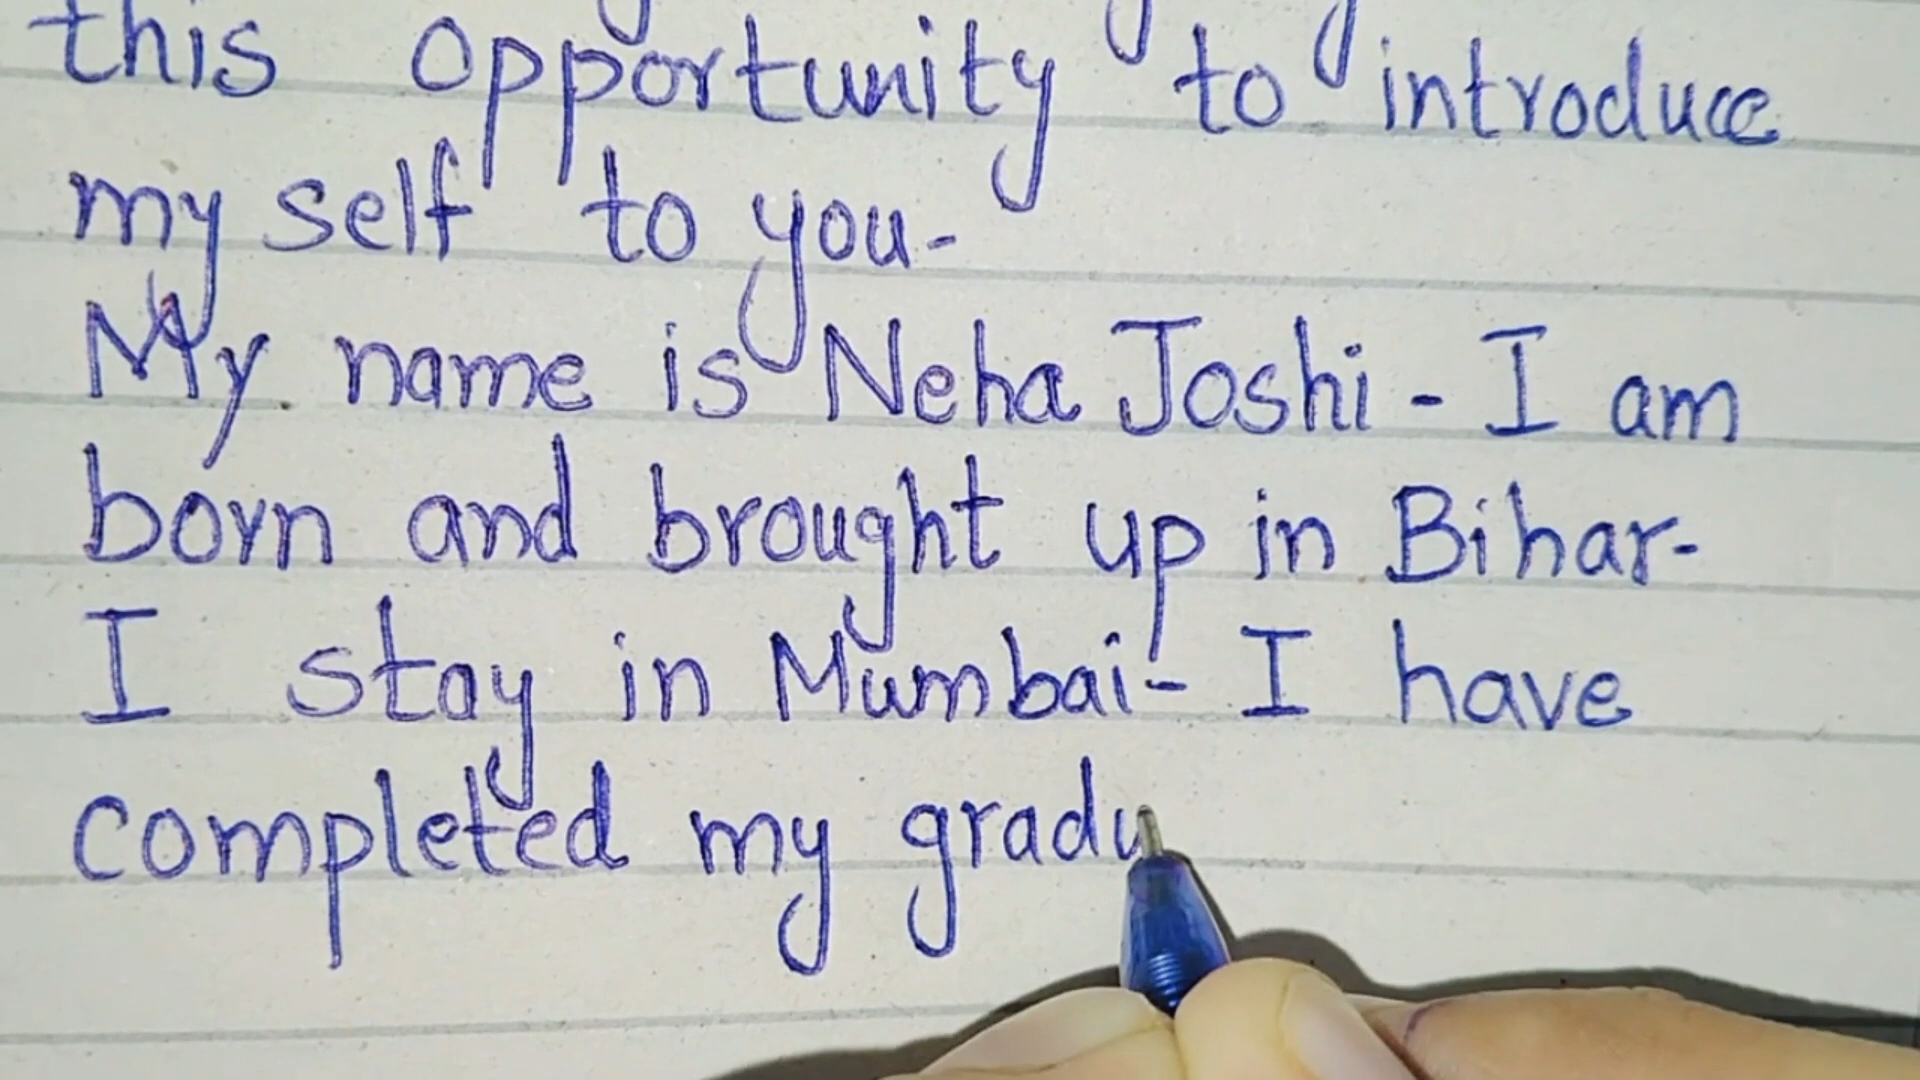 this opportunity to introduce
my self to you-
My name is Neha Joshi - I am
born and brought up in Bihar-
I stay in Mumbai- I have
completed my gradu